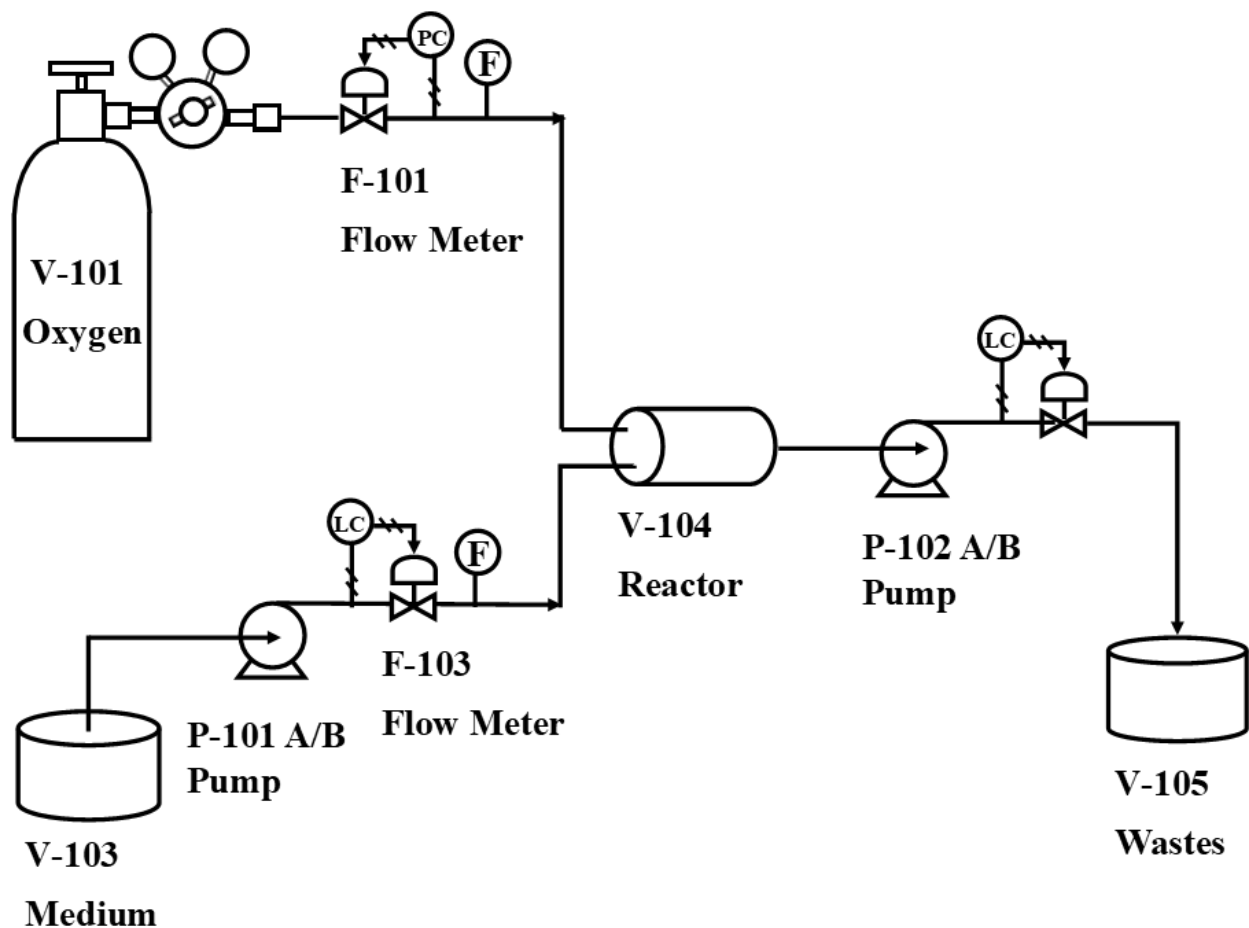 PC
F
F-101
Flow Meter
V-101
Oxygen
LC
LC
F
V-104
Reactor
P-102 A/B
Pump
F-103
Flow Meter
P-101 A/B
Pump
V-105
Wastes
V-103
Medium